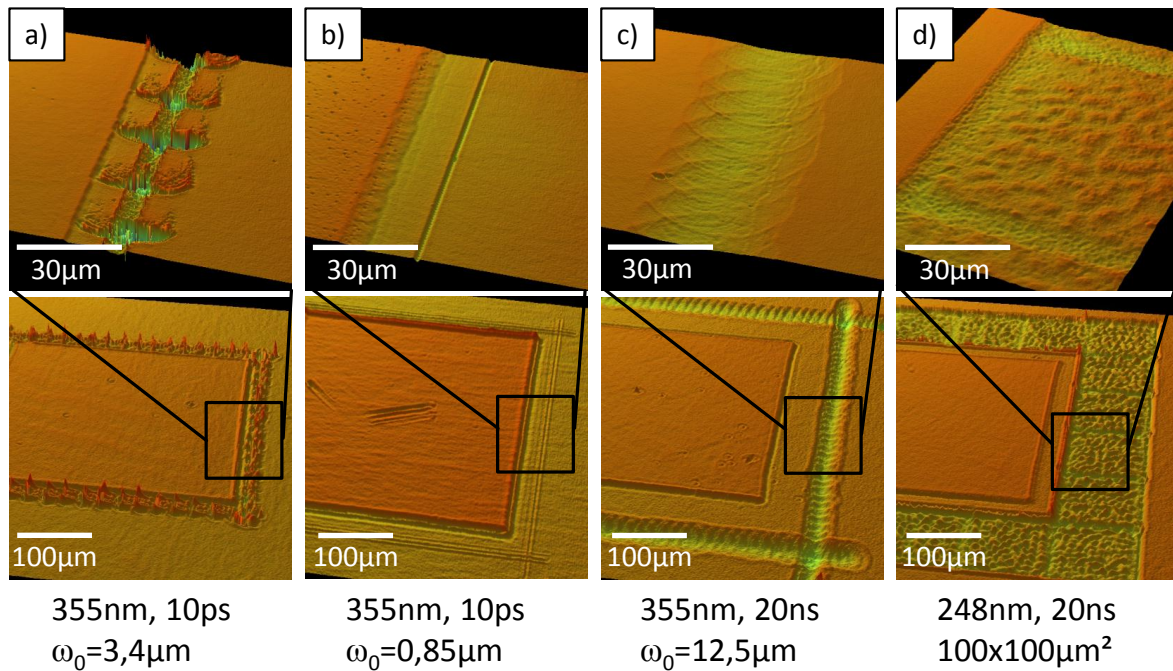 a)
b)
c)
d)
30µm
30µm
30µm
30µm
100µm
100µm
100µm
100µm
355nm, 10ps
ω₀=3,4µm
355nm, 10ps
ω₀=0,85µm
355nm, 20ns
ω₀=12,5µm
248nm, 20ns
100x100µm²